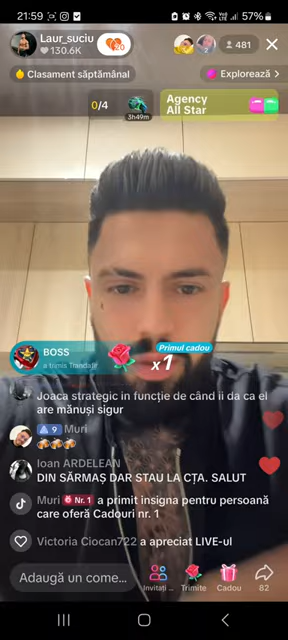 21:59
57%
Laur_suciu
130.6K
20
481
Clasament săptămânal
Explorează
0/4
3h49m
Agency
All Star
BOSS
a trimis Trandafir
Primul cadou
x1
Joaca strategic in funcție de când ii da ca el
are mănuși sigur
9 Muri
Ioan ARDELEAN
DIN SĂRMAȘ DAR STAU LA CȚA. SALUT
Muri Nr. 1 a primit insigna pentru persoană
care oferă Cadouri nr. 1
Victoria Ciocan722 a apreciat LIVE-ul
Adaugă un come...
Invitați ...
Trimite
Cadou
82